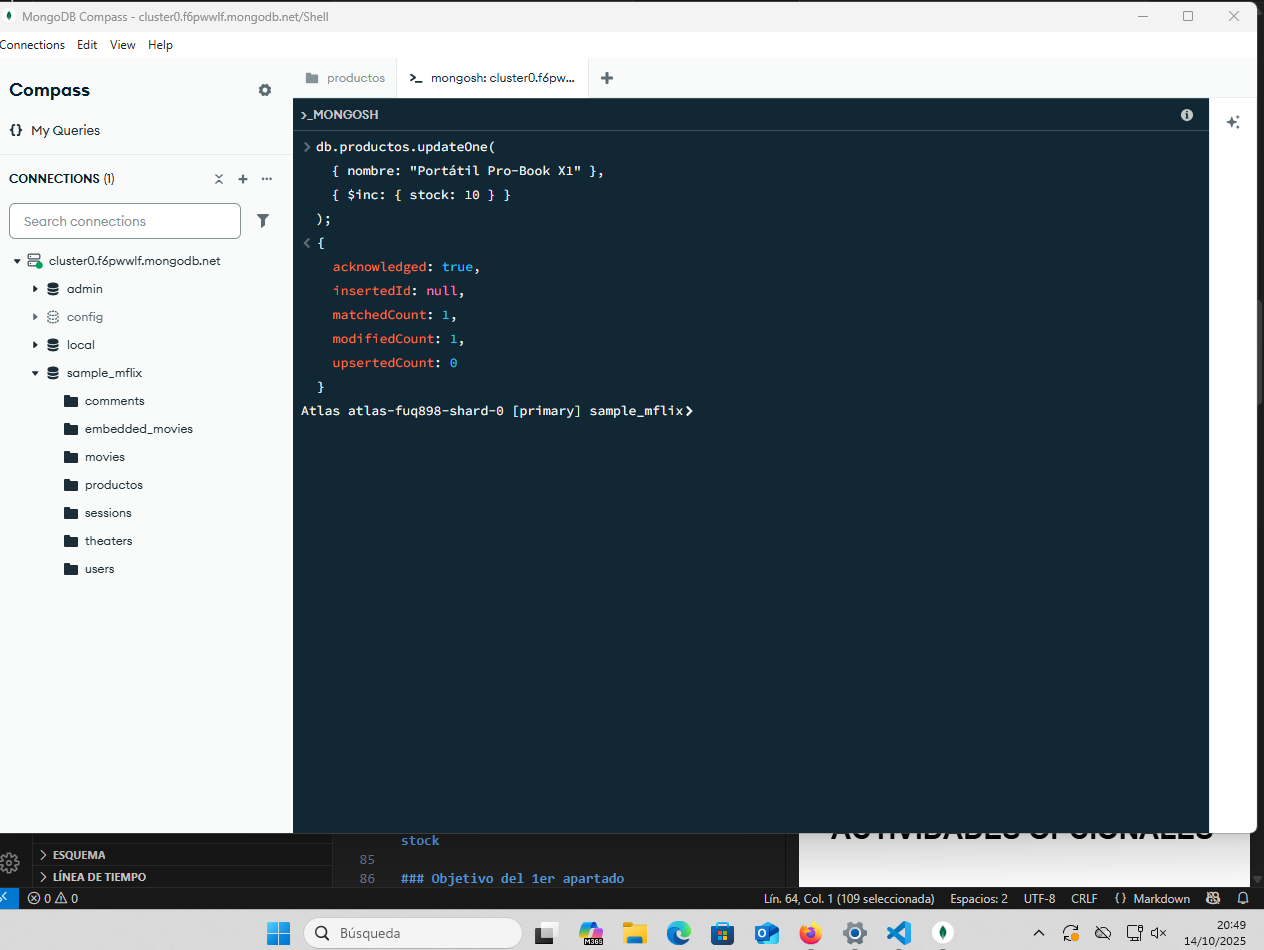 MongoDB Compass - cluster0.f6pwwlf.mongodb.net/Shell
Connections Edit View Help
Compass
productos
mongosh: cluster0.f6pw...
>_MONGOSH
{} My Queries
CONNECTIONS (1)
Search connections
cluster0.f6pwwlf.mongodb.net
admin
config
local
sample_mflix
comments
embedded_movies
movies
productos
sessions
theaters
users
> db.productos.updateOne(
{ nombre: "Portátil Pro-Book X1" },
{ $inc: { stock: 10 } }
);
< {
acknowledged: true,
insertedId: null,
matchedCount: 1,
modifiedCount: 1,
upsertedCount: 0
}
Atlas atlas-fuq898-shard-0 [primary] sample_mflix>
ESQUEMA
LÍNEA DE TIEMPO
stock
85
86 ### Objetivo del 1er apartado
ACTIVIDADES OPCIONALES
0 0
Lín. 64, Col. 1 (109 seleccionada) Espacios: 2 UTF-8 CRLF {} Markdown
Búsqueda
M365
20:49
14/10/2025